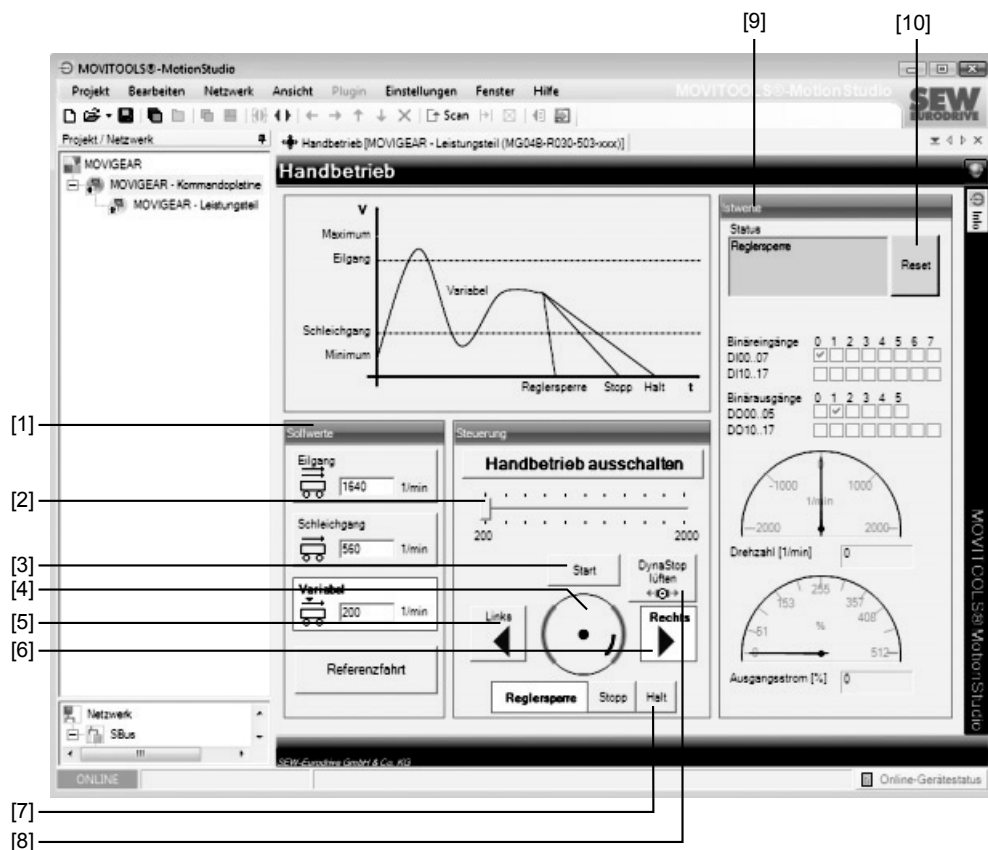 [9] [10]
MOVITOOLS®-MotionStudio
Projekt Bearbeiten Netzwerk Ansicht Plugin Einstellungen Fenster Hilfe
MOVITOOLS®-MotionStudio
SEW
EURODRIVE
Scan
Projekt / Netzwerk
Handbetrieb [MOVIGEAR - Leistungsteil (MG04B-R030-503-xxx)]
MOVIGEAR
MOVIGEAR - Kommandoplatine
MOVIGEAR - Leistungsteil
Handbetrieb
Info
V
Maximum
Eilgang
Variabel
Schleichgang
Minimum
Reglersperre Stopp Halt t
Istwerte
Status
Reglersperre
Reset
Binäreingänge 0 1 2 3 4 5 6 7
DI00..07
DI10..17
Binärausgänge 0 1 2 3 4 5
DO00..05
DO10..17
-2000 -1000 0 1000 2000
1/min
Drehzahl [1/min] 0
0 51 153 255 357 408 512
%
Ausgangsstrom [%] 0
[1]
Sollwerte
Eilgang
1640 1/min
Schleichgang
560 1/min
Variabel
200 1/min
Referenzfahrt
Steuerung
Handbetrieb ausschalten
[2]
200 2000
[3]
Start
DynaStop
lüften
[4]
[5]
Links
Rechts
[6]
Reglersperre Stopp Halt
MOVITOOLS® MotionStudio
Netzwerk
SBus
SEW-Eurodrive GmbH & Co. KG
ONLINE
Online-Gerätestatus
[7]
[8]